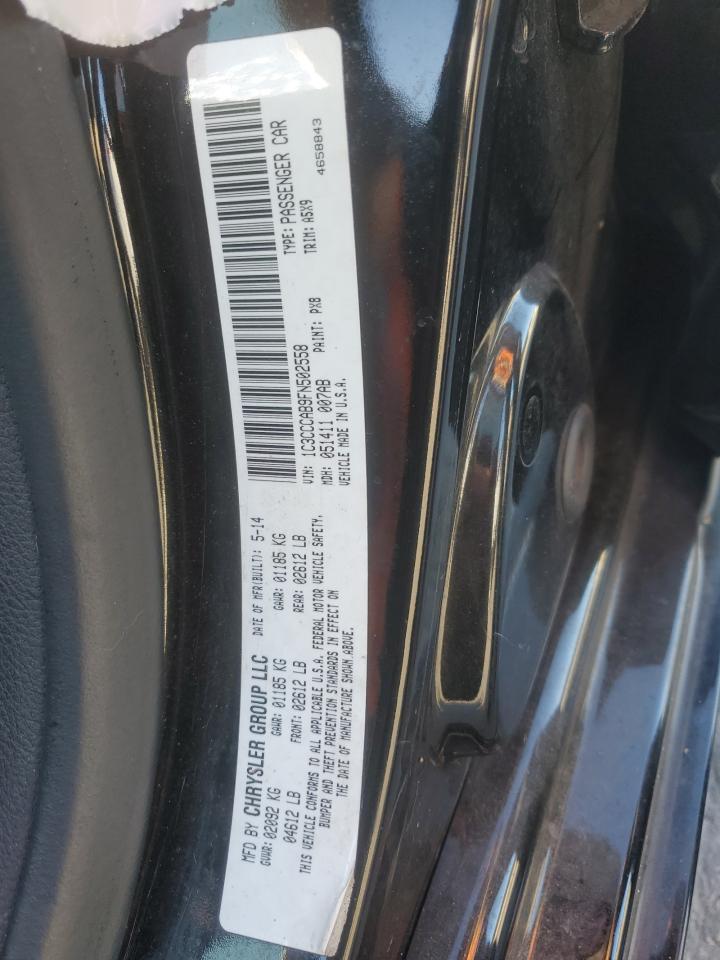 MFD BY CHRYSLER GROUP LLC DATE OF MFR(BUILT): 5-14
GVWR: 02092 KG GAWR: 01185 KG GAWR: 01185 KG
04612 LB FRONT: 02612 LB REAR: 02612 LB
THIS VEHICLE CONFORMS TO ALL APPLICABLE U.S.A. FEDERAL MOTOR VEHICLE SAFETY,
BUMPER AND THEFT PREVENTION STANDARDS IN EFFECT ON
THE DATE OF MANUFACTURE SHOWN ABOVE.
VIN: 1C3CCCAB9FN502558 TYPE: PASSENGER CAR
MDH: 051411 007AB PAINT: PX8 TRIM: A5X9
VEHICLE MADE IN U.S.A. 4658843